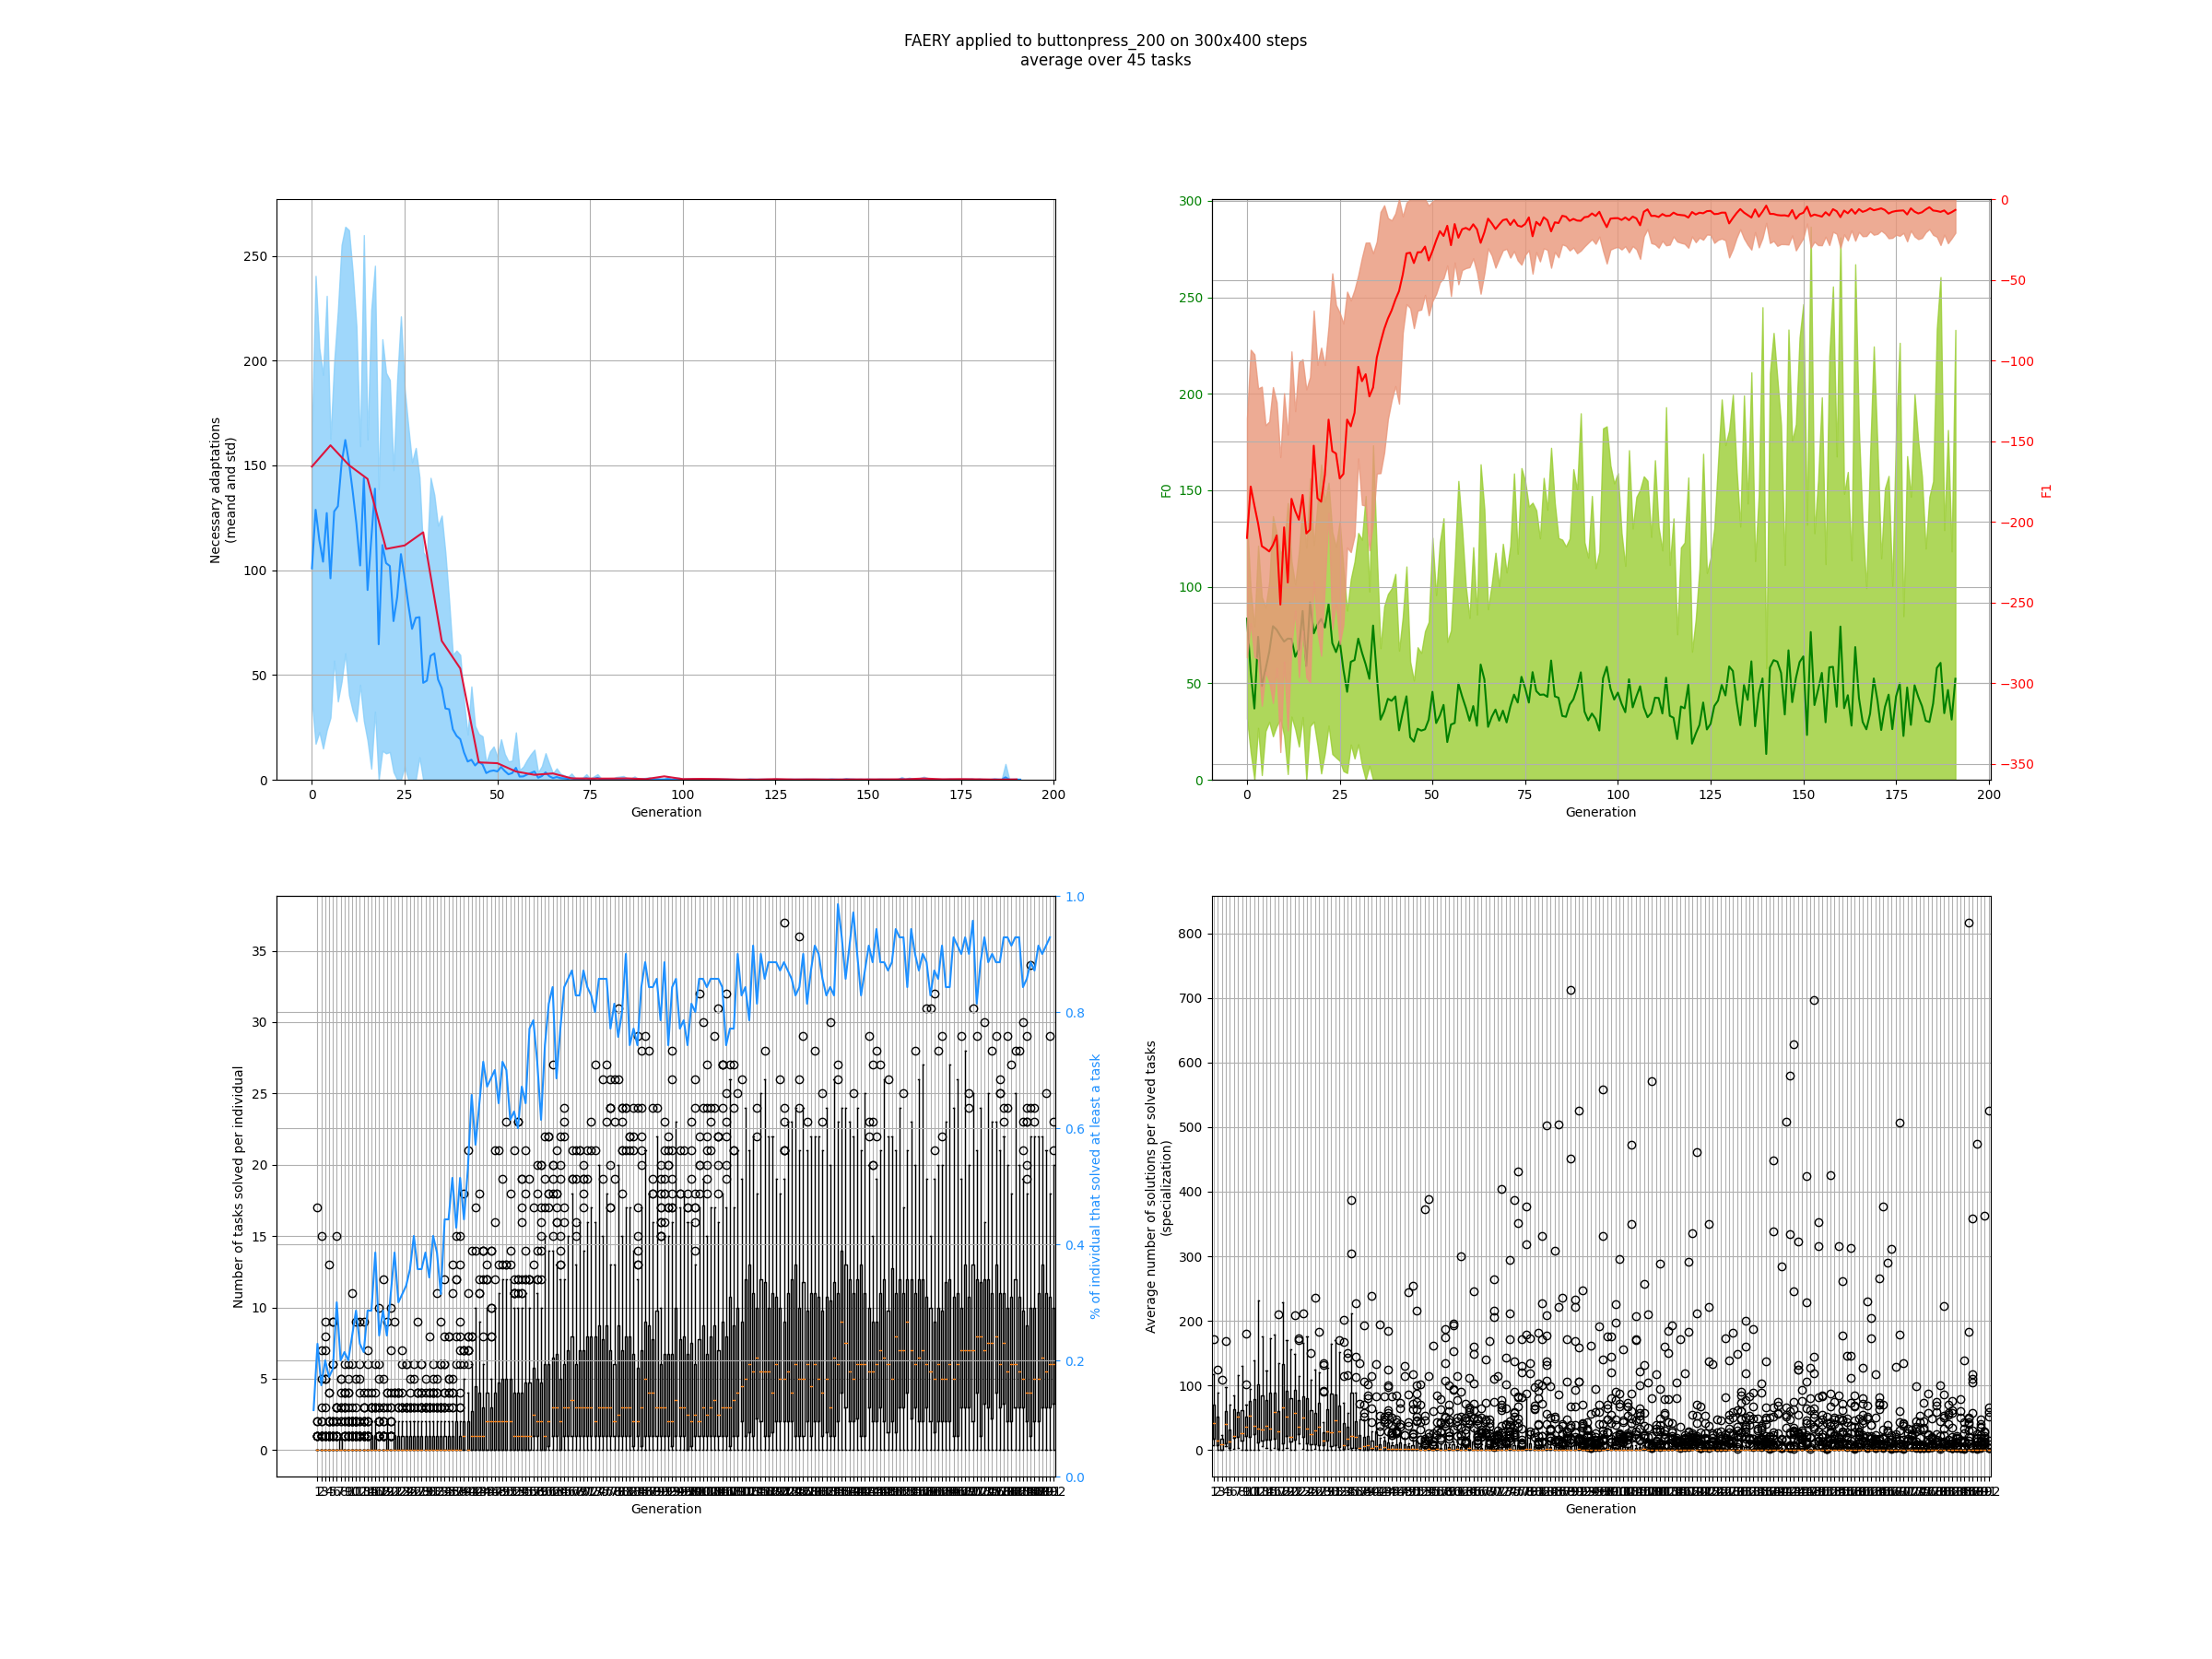 FAERY applied to buttonpress_200 on 300x400 steps
average over 45 tasks
Necessary adaptations
(meand and std)
250
200
150
100
50
0
0 25 50 75 100 125 150 175 200
Generation
F0
300
250
200
150
100
50
0
0
−50
−100
−150
−200
−250
−300
−350
F1
0 25 50 75 100 125 150 175 200
Generation
Number of tasks solved per individual
35
30
25
20
15
10
5
0
1.0
0.8
0.6
0.4
0.2
0.0
% of individual that solved at least a task
Generation
Average number of solutions per solved tasks
(specialization)
800
700
600
500
400
300
200
100
0
Generation